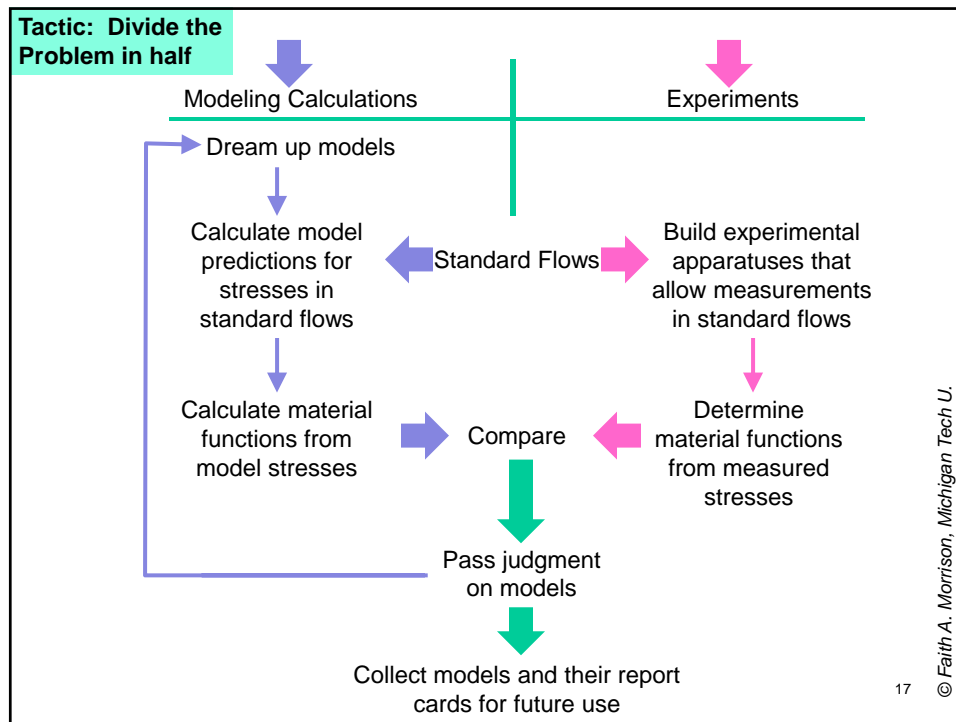 Tactic: Divide the
Problem in half
Modeling Calculations
Experiments
Dream up models
Calculate model
predictions for
stresses in
standard flows
Standard Flows
Build experimental
apparatuses that
allow measurements
in standard flows
Calculate material
functions from
model stresses
Compare
Determine
material functions
from measured
stresses
Pass judgment
on models
Collect models and their report
cards for future use
17
© Faith A. Morrison, Michigan Tech U.